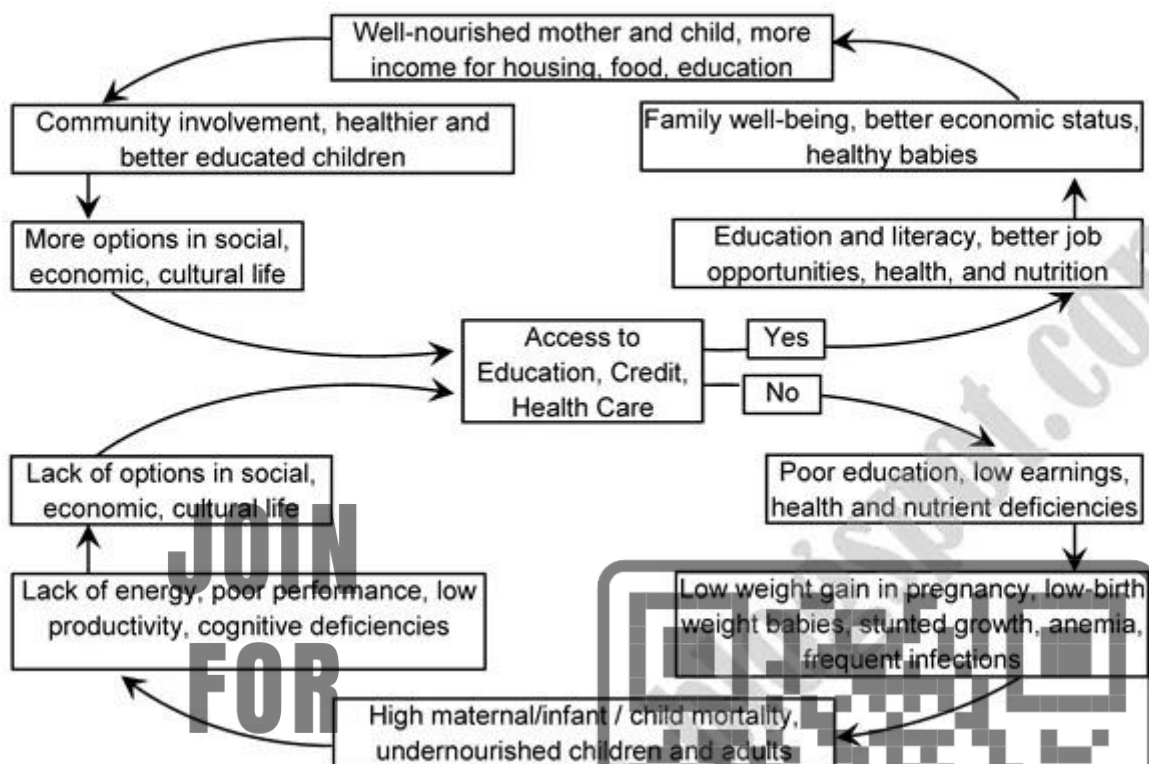 Well-nourished mother and child, more
income for housing, food, education
Community involvement, healthier and
better educated children
Family well-being, better economic status,
healthy babies
More options in social,
economic, cultural life
Education and literacy, better job
opportunities, health, and nutrition
Access to
Education, Credit,
Health Care
Yes
No
Lack of options in social,
economic, cultural life
Poor education, low earnings,
health and nutrient deficiencies
Lack of energy, poor performance, low
productivity, cognitive deficiencies
Low weight gain in pregnancy, low-birth
weight babies, stunted growth, anemia,
frequent infections
High maternal/infant / child mortality,
undernourished children and adults
JOIN
FOR